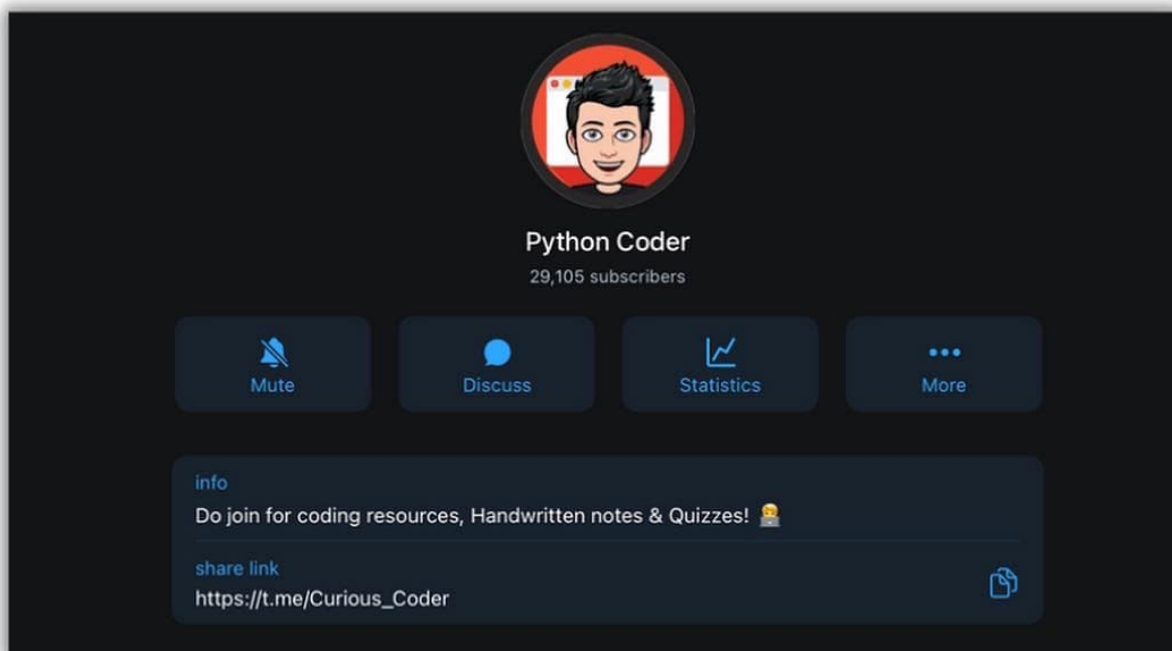 Python Coder
29,105 subscribers
Mute
Discuss
Statistics
More
info
Do join for coding resources, Handwritten notes & Quizzes! 🧑‍💻
share link
https://t.me/Curious_Coder